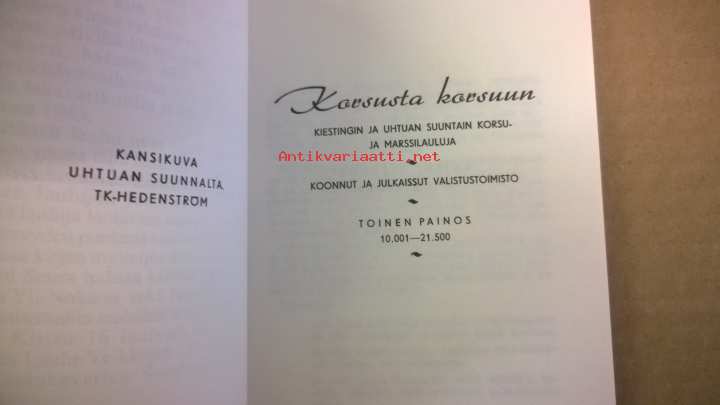 KANSIKUVA
UHTUAN SUUNNALTA.
TK-HEDENSTRÖM
Korsusta korsuun
KIESTINGIN JA UHTUAN SUUNTAIN KORSU-
JA MARSSILAULUJA
Antikvariaatti.net
KOONNUT JA JULKAISSUT VALISTUSTOIMISTO
TOINEN PAINOS
10.001—21.500